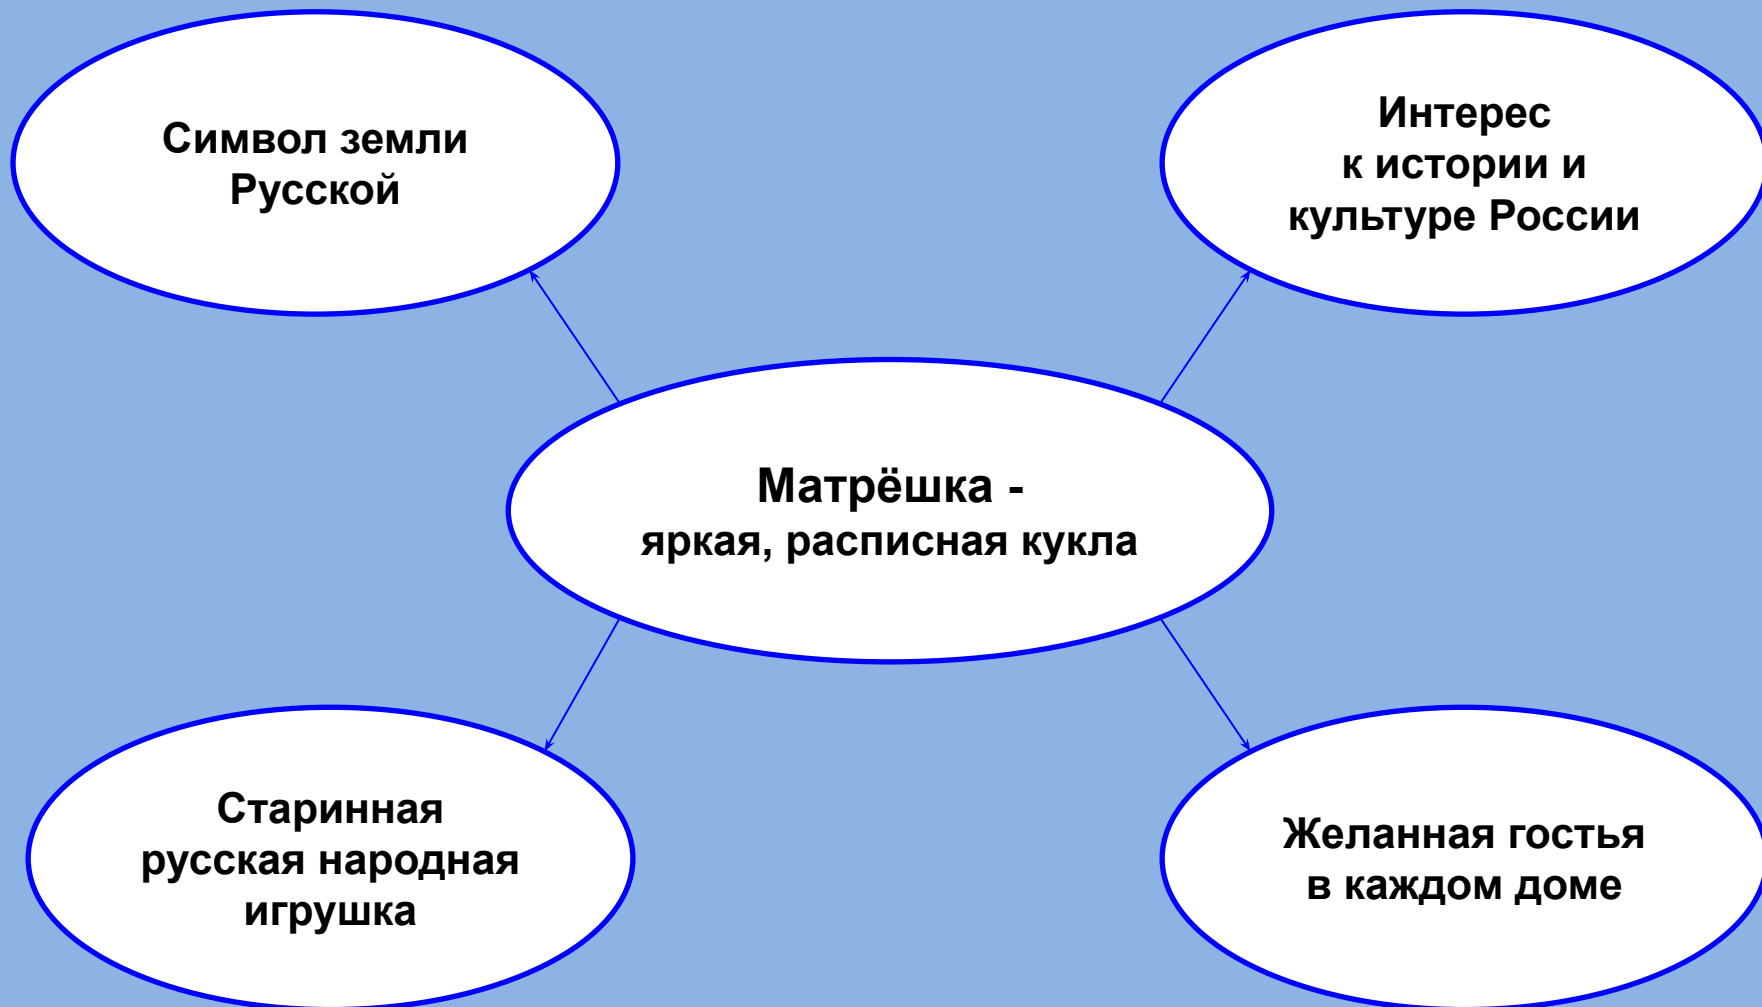 Символ земли
Русской
Интерес
к истории и
культуре России
Матрёшка -
яркая, расписная кукла
Старинная
русская народная
игрушка
Желанная гостья
в каждом доме